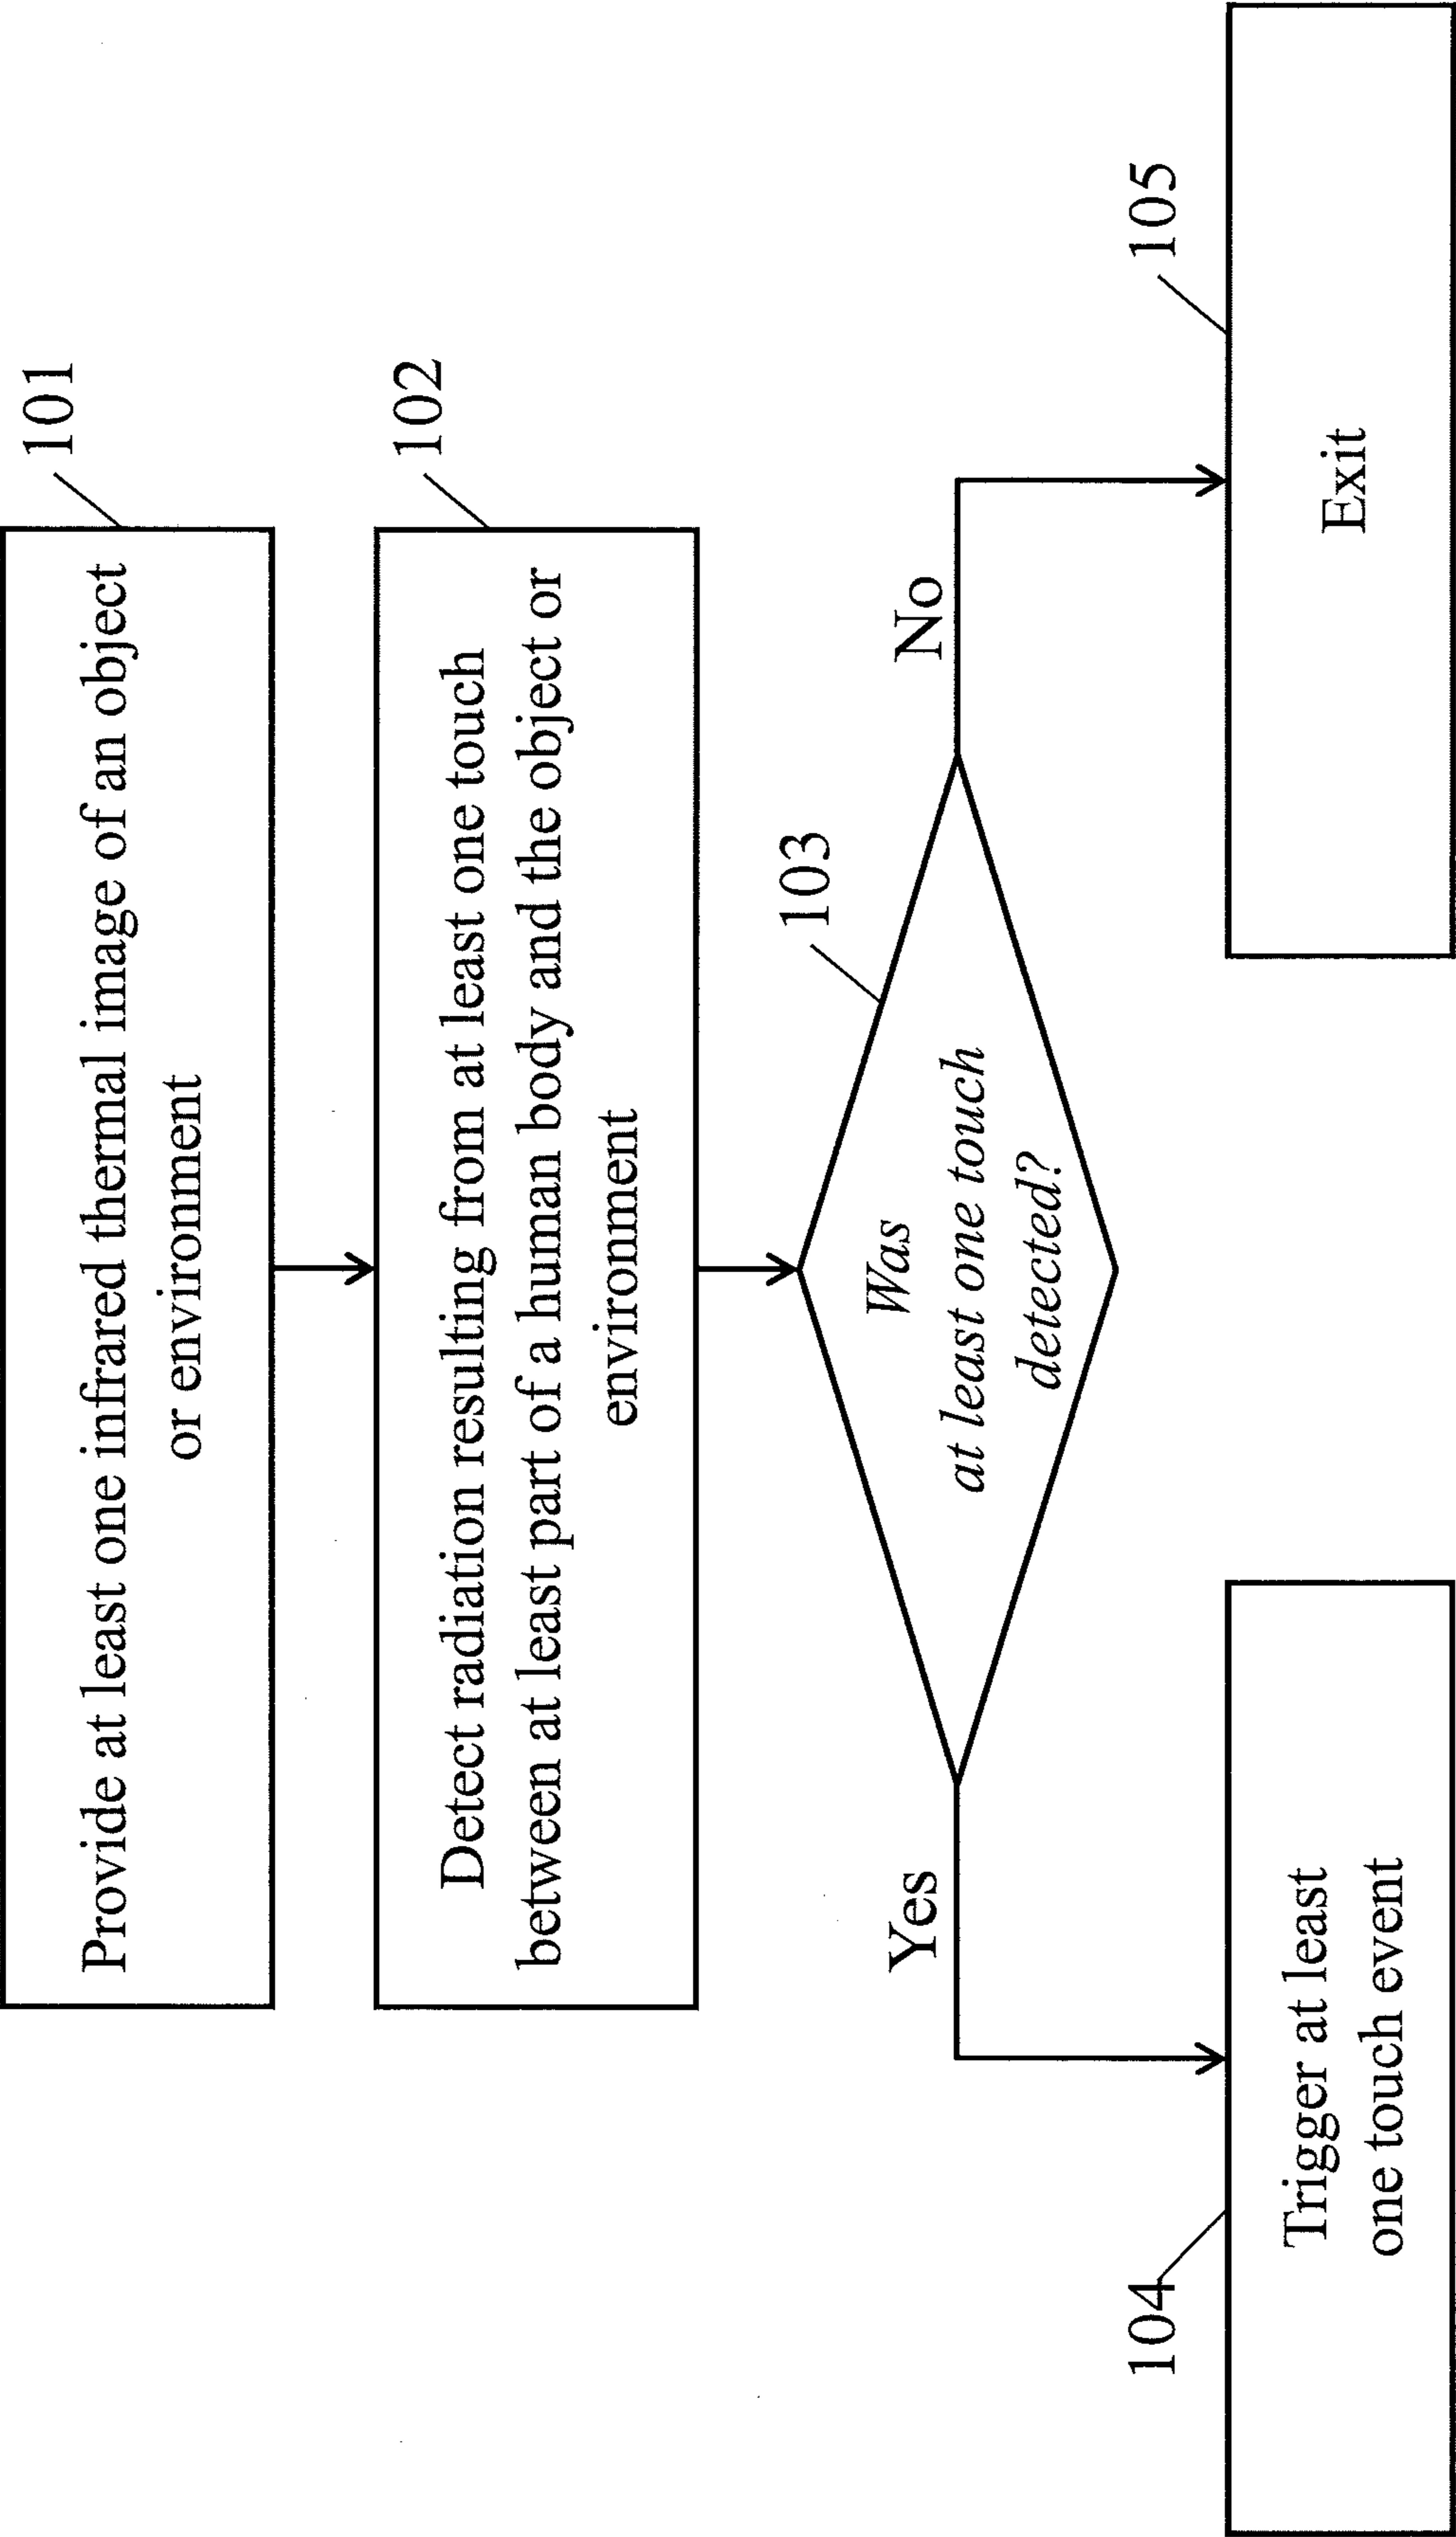 101
Provide at least one infrared thermal image of an object
or environment
102
Detect radiation resulting from at least one touch
between at least part of a human body and the object or
environment
103
Was
at least one touch
detected?
Yes
No
104
Trigger at least
one touch event
105
Exit